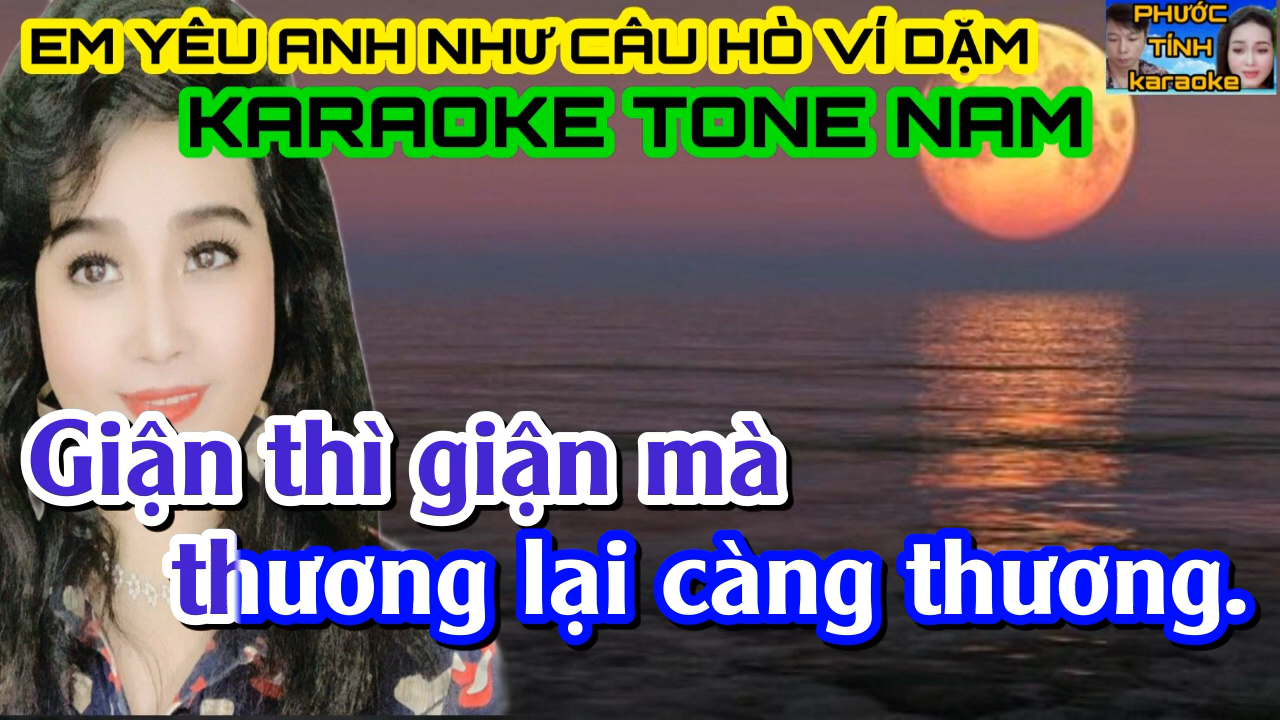 EM YÊU ANH NHƯ CÂU HÒ VÍ DẶM
KARAOKE TONE NAM
PHƯỚC
TÍNH
karaoke
Giận thì giận mà
thương lại càng thương.